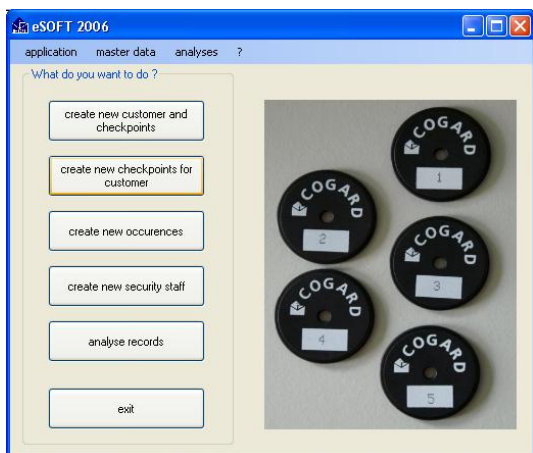 eSOFT 2006
application master data analyses ?
What do you want to do ?
create new customer and
checkpoints
create new checkpoints for
customer
create new occurences
create new security staff
analyse records
exit
COGARD
1
COGARD
2
COGARD
3
COGARD
4
COGARD
5